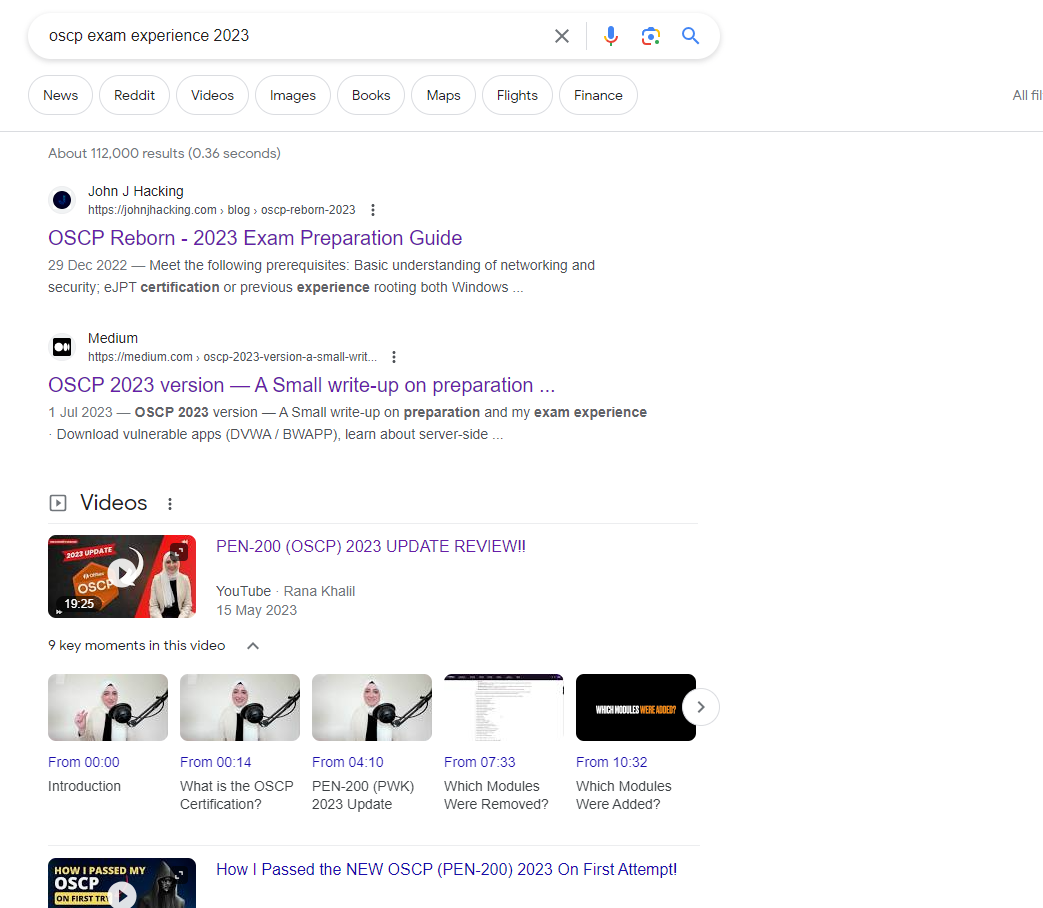 oscp exam experience 2023
News Reddit Videos Images Books Maps Flights Finance All fil
About 112,000 results (0.36 seconds)
John J Hacking
https://johnjhacking.com › blog › oscp-reborn-2023
OSCP Reborn - 2023 Exam Preparation Guide
29 Dec 2022 — Meet the following prerequisites: Basic understanding of networking and
security; eJPT certification or previous experience rooting both Windows ...
Medium
https://medium.com › oscp-2023-version-a-small-writ...
OSCP 2023 version — A Small write-up on preparation ...
1 Jul 2023 — OSCP 2023 version — A Small write-up on preparation and my exam experience
· Download vulnerable apps (DVWA / BWAPP), learn about server-side ...
Videos
2023 UPDATE
OSCP
19:25
PEN-200 (OSCP) 2023 UPDATE REVIEW!!
YouTube · Rana Khalil
15 May 2023
9 key moments in this video
WHICH MODULES WERE ADDED?
From 00:00
Introduction
From 00:14
What is the OSCP
Certification?
From 04:10
PEN-200 (PWK)
2023 Update
From 07:33
Which Modules
Were Removed?
From 10:32
Which Modules
Were Added?
HOW I PASSED MY
OSCP
ON FIRST TRY
How I Passed the NEW OSCP (PEN-200) 2023 On First Attempt!